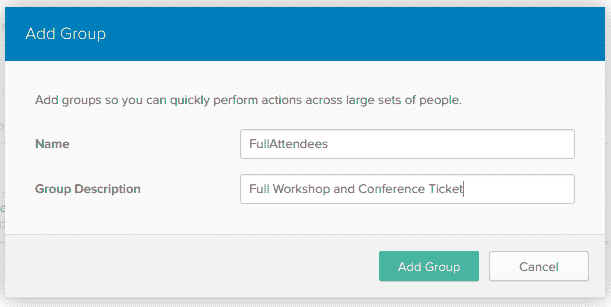 Add Group
Add groups so you can quickly perform actions across large sets of people.
Name FullAttendees
Group Description Full Workshop and Conference Ticket
Add Group Cancel